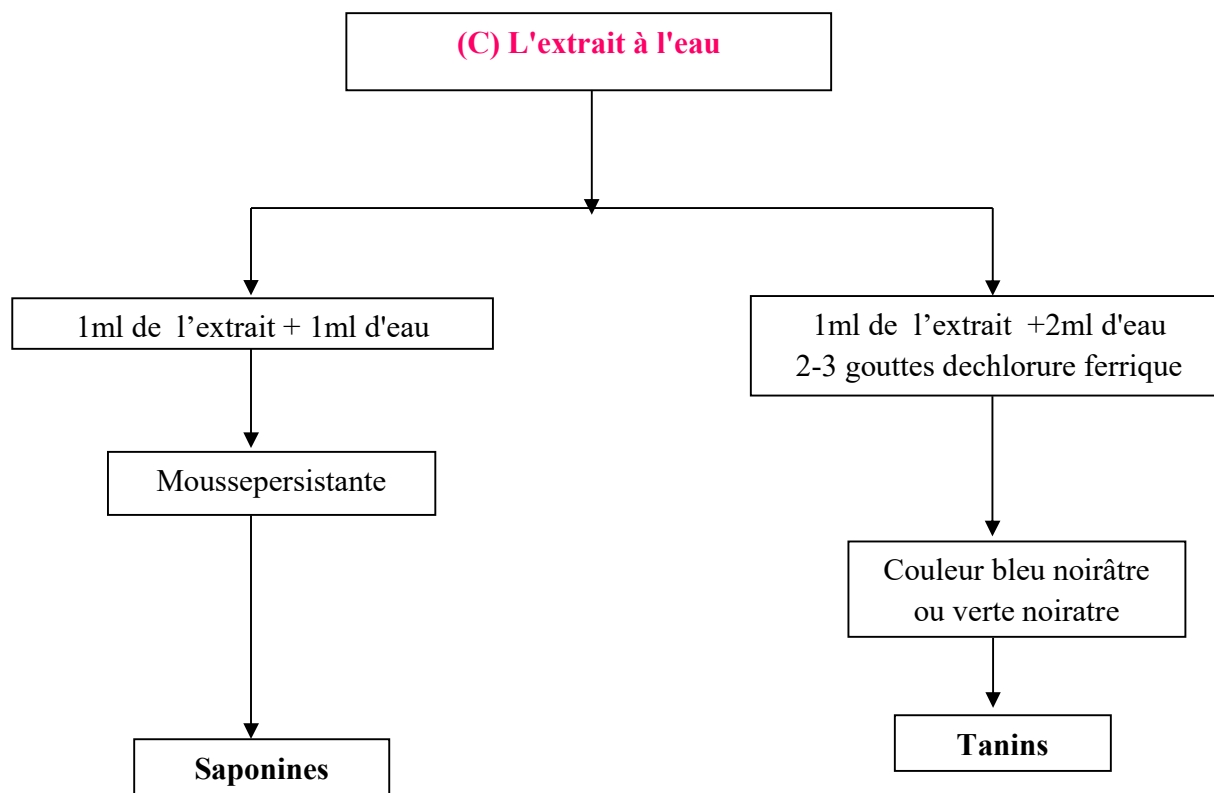 (C) L'extrait à l'eau
1ml de l’extrait + 1ml d'eau
Moussepersistante
Saponines
1ml de l’extrait +2ml d'eau
2-3 gouttes dechlorure ferrique
Couleur bleu noirâtre
ou verte noiratre
Tanins